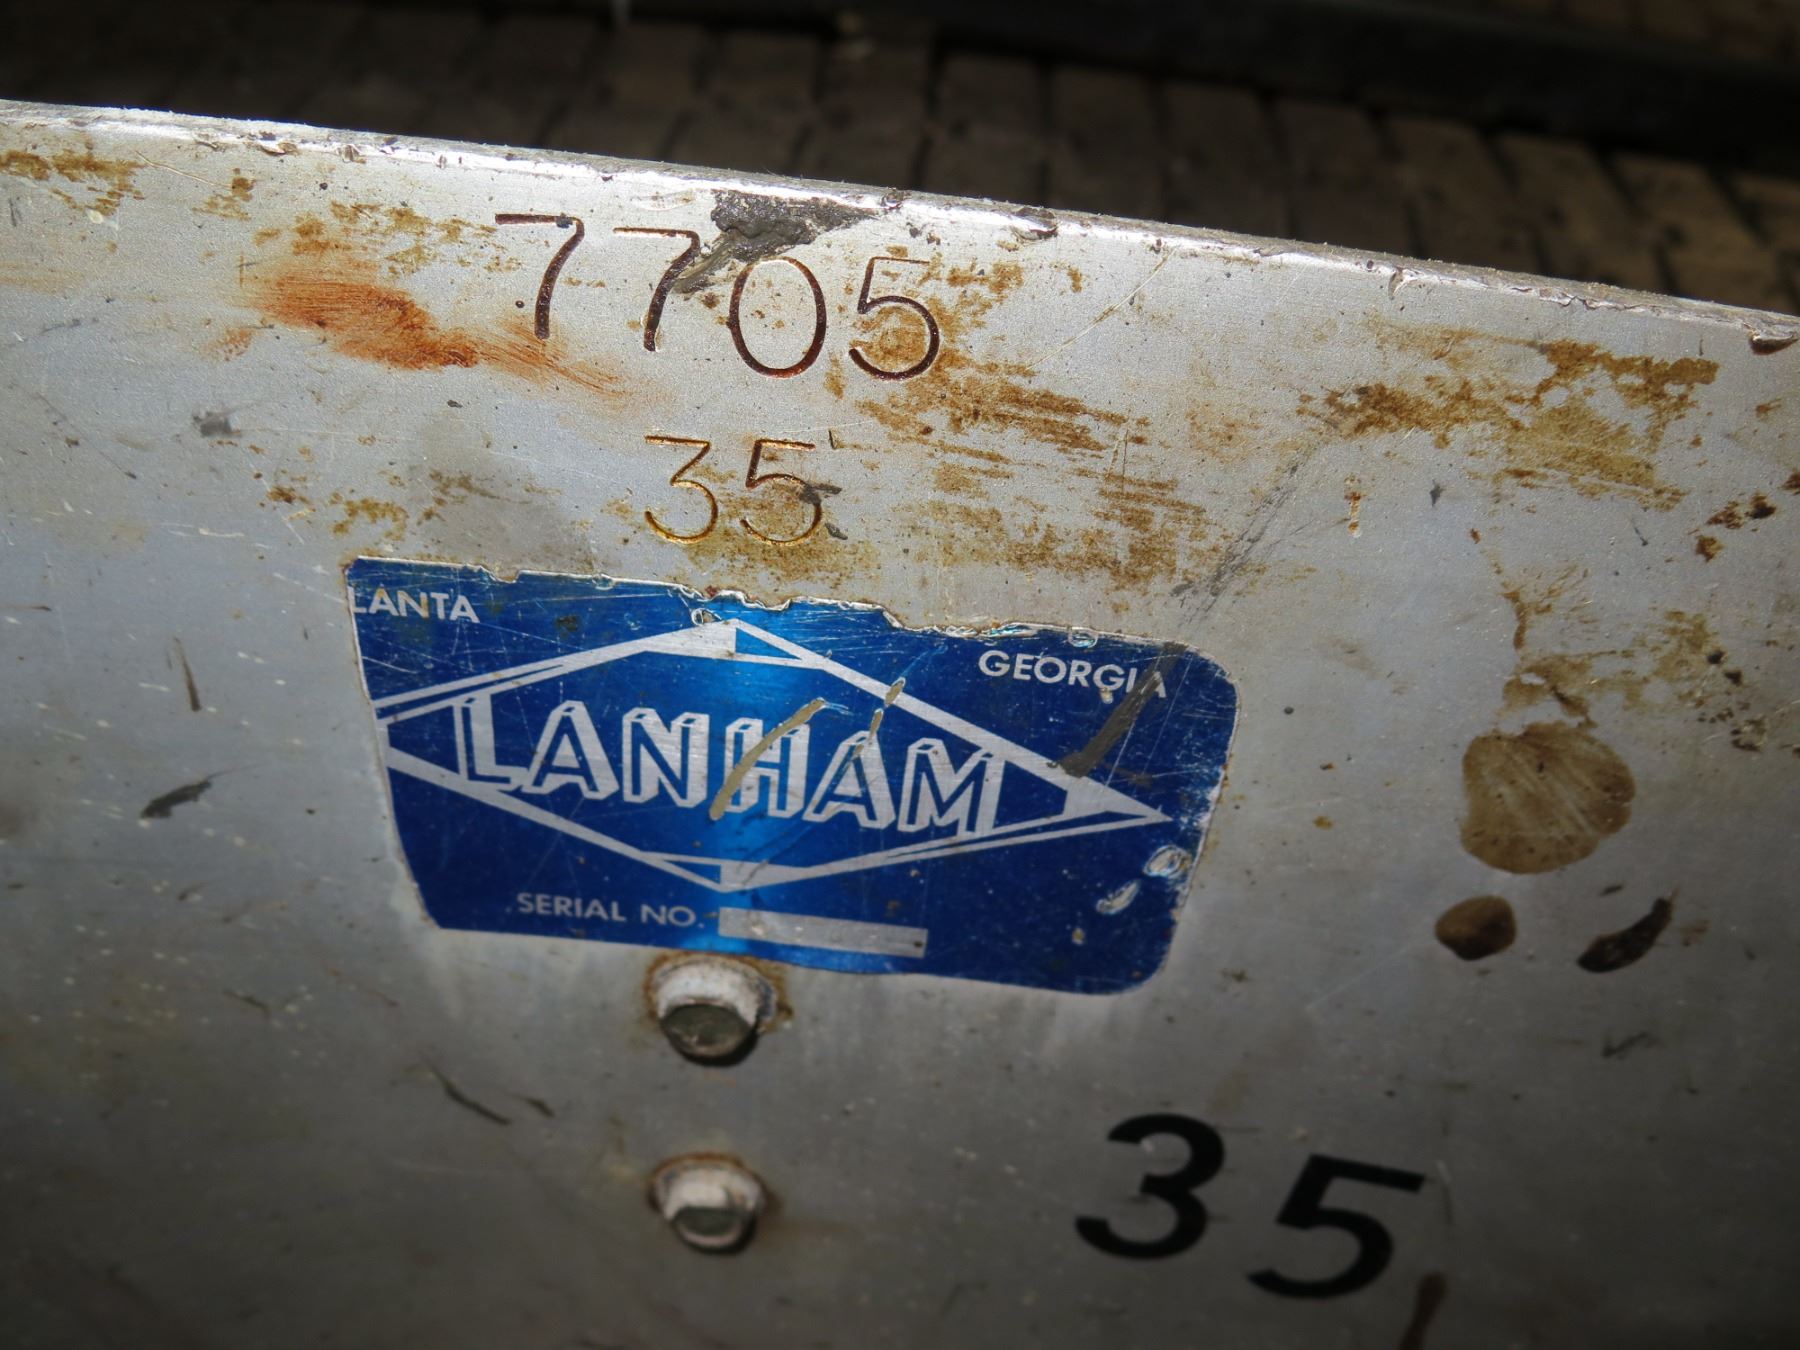 7705
35
LANTA
GEORGIA
LANHAM
SERIAL NO.
35